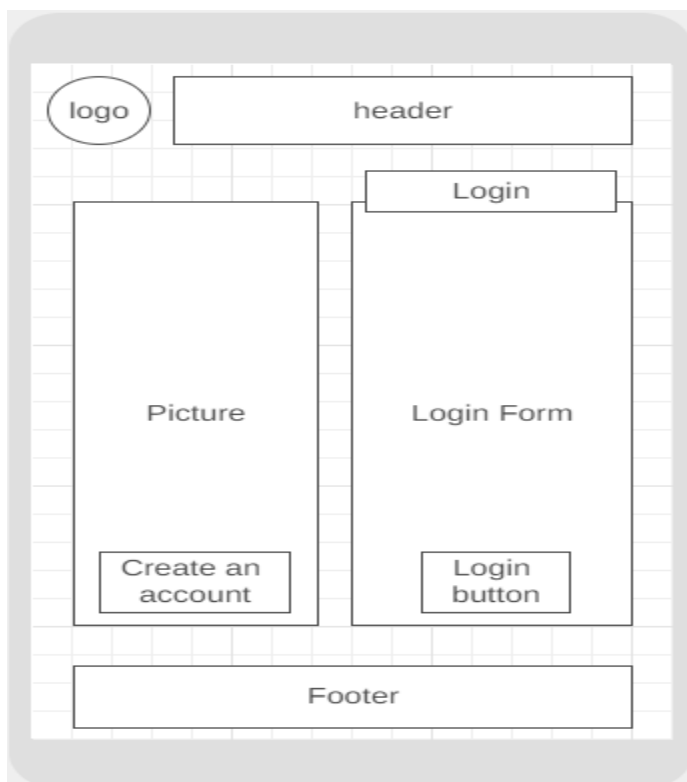 logo
header
Login
Picture
Login Form
Create an
account
Login
button
Footer